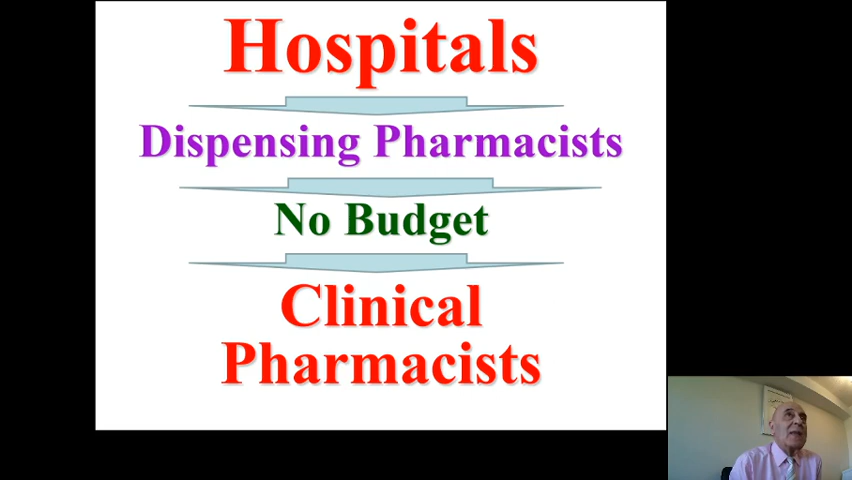 Hospitals
Dispensing Pharmacists
No Budget
Clinical
Pharmacists